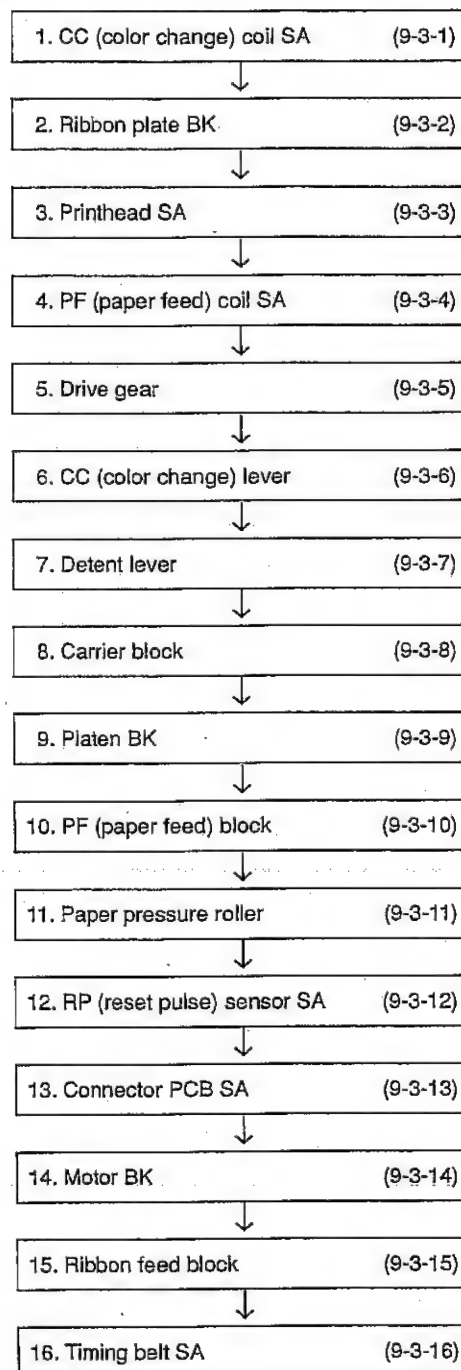 1. CC (color change) coil SA (9-3-1)
2. Ribbon plate BK (9-3-2)
3. Printhead SA (9-3-3)
4. PF (paper feed) coil SA (9-3-4)
5. Drive gear (9-3-5)
6. CC (color change) lever (9-3-6)
7. Detent lever (9-3-7)
8. Carrier block (9-3-8)
9. Platen BK (9-3-9)
10. PF (paper feed) block (9-3-10)
11. Paper pressure roller (9-3-11)
12. RP (reset pulse) sensor SA (9-3-12)
13. Connector PCB SA (9-3-13)
14. Motor BK (9-3-14)
15. Ribbon feed block (9-3-15)
16. Timing belt SA (9-3-16)